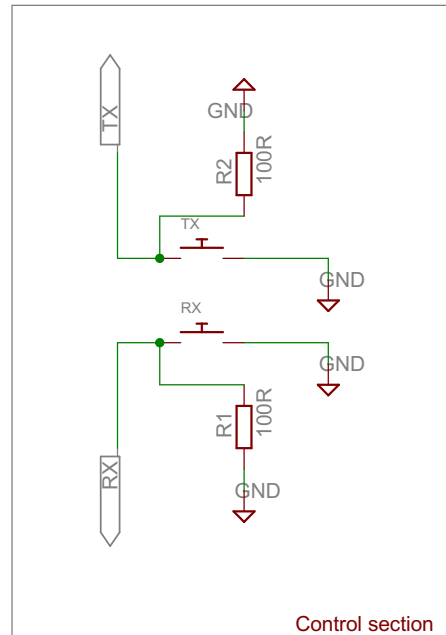 TX
GND
R2
100R
TX
GND
RX
GND
R1
100R
RX
GND
Control section